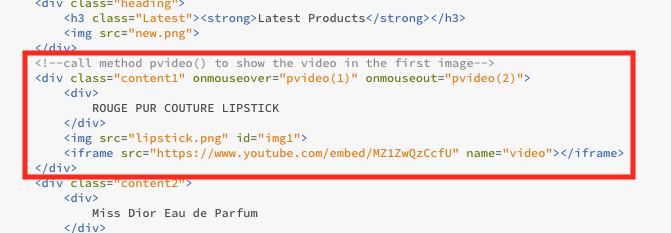 <div class="heading">
<h3 class="Latest"><strong>Latest Products</strong></h3>
<img src="new.png">
</div>
<!--call method pvideo() to show the video in the first image-->
<div class="content1" onmouseover="pvideo(1)" onmouseout="pvideo(2)">
<div>
ROUGE PUR COUTURE LIPSTICK
</div>
<img src="lipstick.png" id="img1">
<iframe src="https://www.youtube.com/embed/MZ1ZwQzCcfU" name="video"></iframe>
</div>
<div class="content2">
<div>
Miss Dior Eau de Parfum
</div>